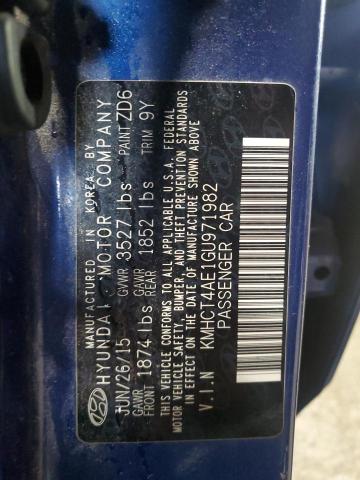 MANUFACTURED IN KOREA BY
HYUNDAI MOTOR COMPANY
JUN/26/15 GVWR 3527 lbs PAINT ZD6
GAWR FRONT 1874 lbs GAWR REAR 1852 lbs TRIM 9Y
THIS VEHICLE CONFORMS TO ALL APPLICABLE U.S.A. FEDERAL
MOTOR VEHICLE SAFETY, BUMPER, AND THEFT PREVENTION STANDARDS
IN EFFECT ON THE DATE OF MANUFACTURE SHOWN ABOVE
V.I.N KMHCT4AE1GU971982
PASSENGER CAR